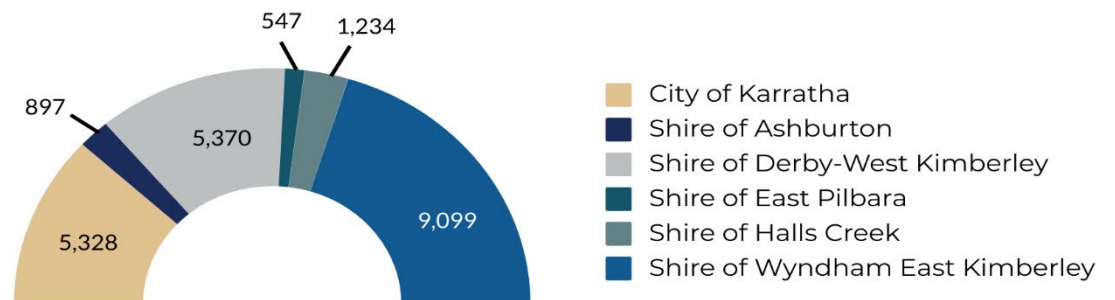 547
1,234
897
5,370
9,099
5,328
City of Karratha
Shire of Ashburton
Shire of Derby-West Kimberley
Shire of East Pilbara
Shire of Halls Creek
Shire of Wyndham East Kimberley